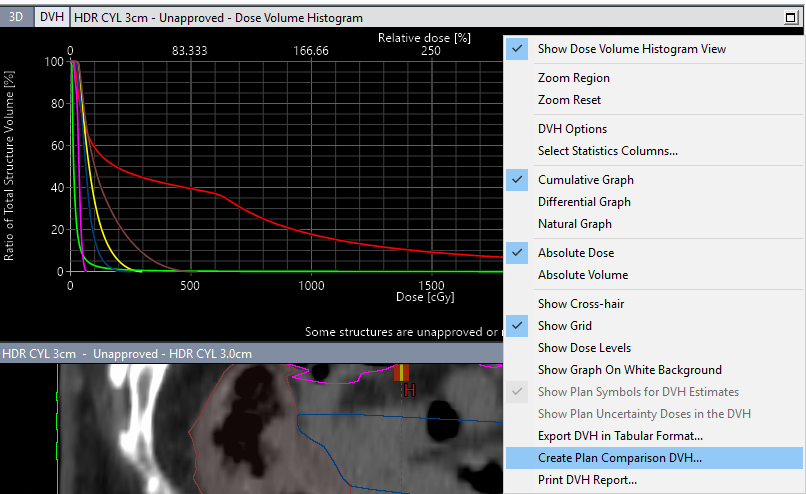 3D DVH HDR CYL 3cm - Unapproved - Dose Volume Histogram
Relative dose [%]
0 83.333 166.66 250
Ratio of Total Structure Volume [%]
100
80
60
40
20
0
0 500 1000 1500
Dose [cGy]
Some structures are unapproved or
HDR CYL 3cm - Unapproved - HDR CYL 3.0cm
H
Show Dose Volume Histogram View
Zoom Region
Zoom Reset
DVH Options
Select Statistics Columns...
Cumulative Graph
Differential Graph
Natural Graph
Absolute Dose
Absolute Volume
Show Cross-hair
Show Grid
Show Dose Levels
Show Graph On White Background
Show Plan Symbols for DVH Estimates
Show Plan Uncertainty Doses in the DVH
Export DVH in Tabular Format...
Create Plan Comparison DVH...
Print DVH Report...